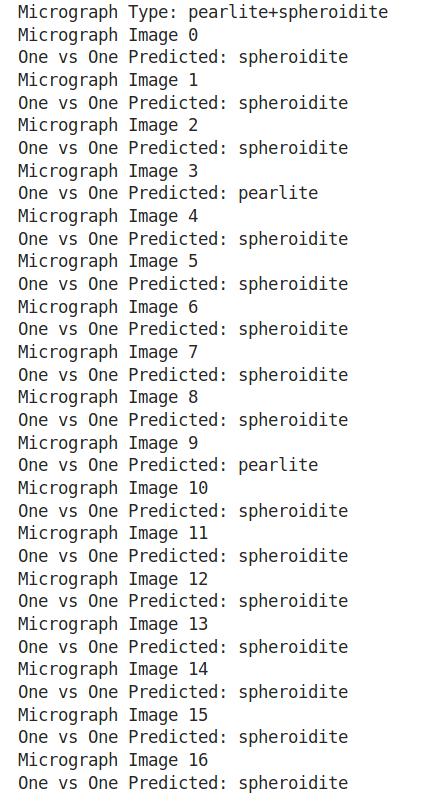 Micrograph Type: pearlite+spheroidite
Micrograph Image 0
One vs One Predicted: spheroidite
Micrograph Image 1
One vs One Predicted: spheroidite
Micrograph Image 2
One vs One Predicted: spheroidite
Micrograph Image 3
One vs One Predicted: pearlite
Micrograph Image 4
One vs One Predicted: spheroidite
Micrograph Image 5
One vs One Predicted: spheroidite
Micrograph Image 6
One vs One Predicted: spheroidite
Micrograph Image 7
One vs One Predicted: spheroidite
Micrograph Image 8
One vs One Predicted: spheroidite
Micrograph Image 9
One vs One Predicted: pearlite
Micrograph Image 10
One vs One Predicted: spheroidite
Micrograph Image 11
One vs One Predicted: spheroidite
Micrograph Image 12
One vs One Predicted: spheroidite
Micrograph Image 13
One vs One Predicted: spheroidite
Micrograph Image 14
One vs One Predicted: spheroidite
Micrograph Image 15
One vs One Predicted: spheroidite
Micrograph Image 16
One vs One Predicted: spheroidite